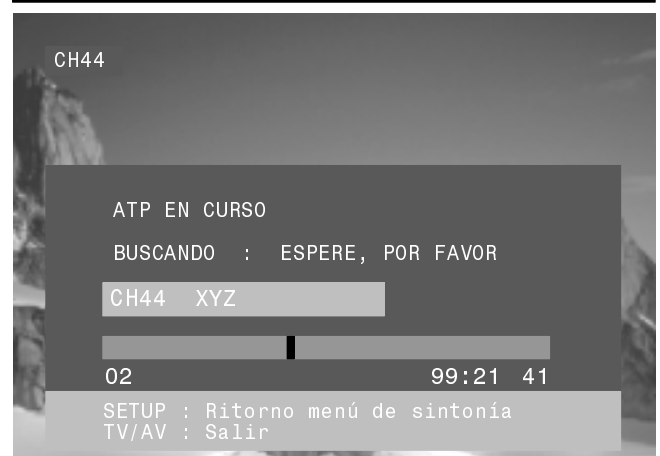 CH44
ATP EN CURSO
BUSCANDO : ESPERE, POR FAVOR
CH44 XYZ
02 99:21 41
SETUP : Ritorno menú de sintonía
TV/AV : Salir